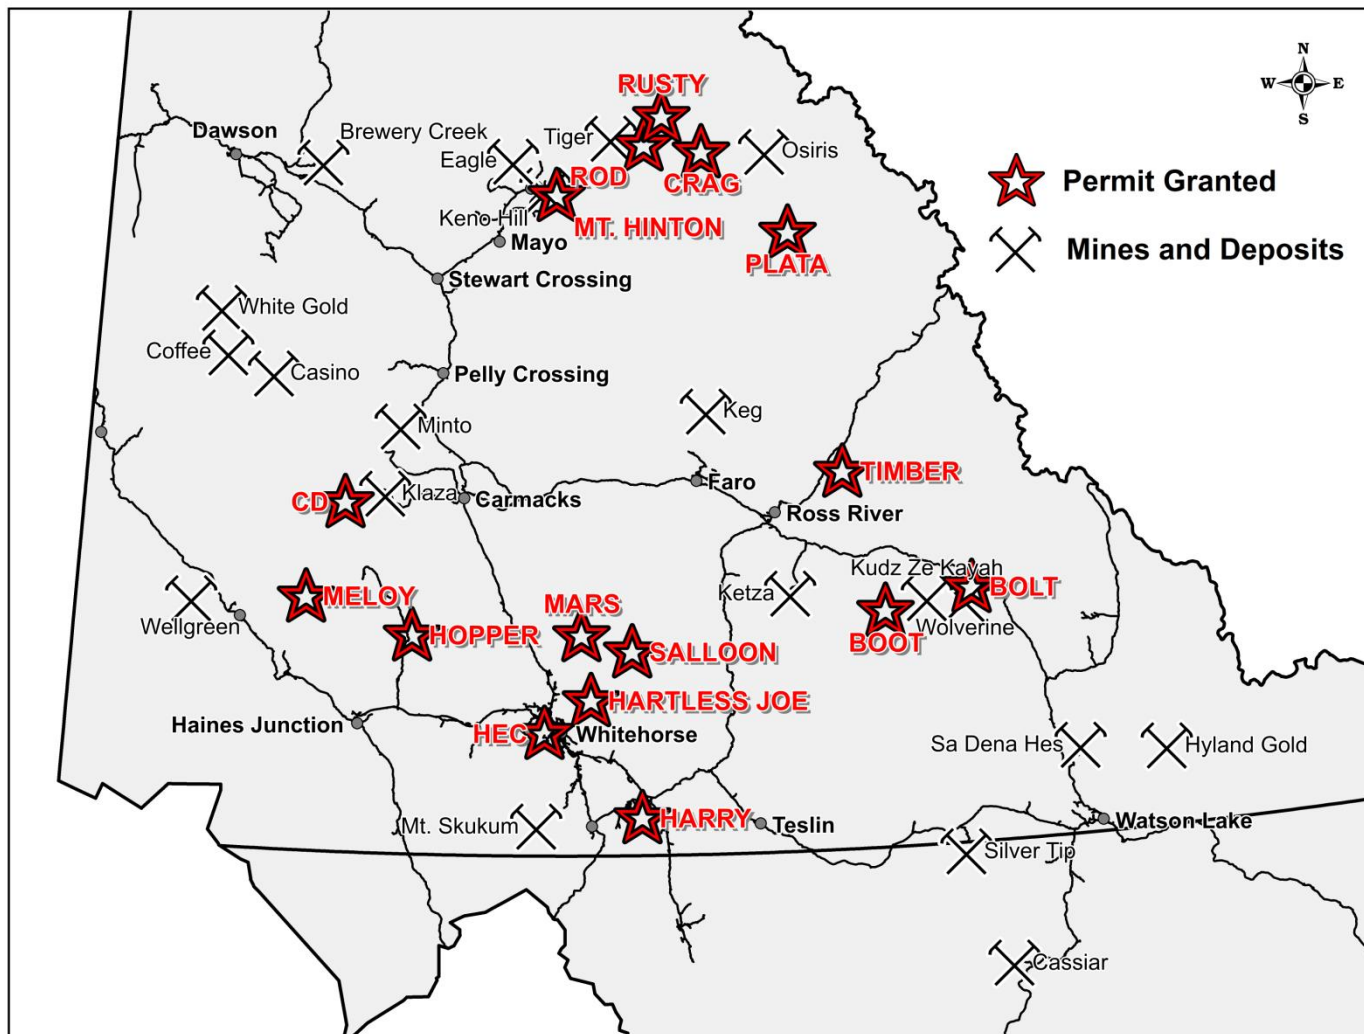 N
W E
S
RUSTY
Dawson
Brewery Creek
Tiger
Eagle
Osiris
ROD
CRAG
Permit Granted
Keno Hill
MT. HINTON
Mayo
Mines and Deposits
PLATA
Stewart Crossing
White Gold
Coffee
Casino
Pelly Crossing
Keg
Minto
TIMBER
Faro
CD
Klaza
Carmacks
Ross River
Kudz Ze Kayah
BOLT
Ketza
MELOY
MARS
Wellgreen
HOPPER
Wolverine
BOOT
SALLOON
HARTLESS JOE
Haines Junction
HEC
Whitehorse
Sa Dena Hes
Hyland Gold
HARRY
Mt. Skukum
Teslin
Watson Lake
Silver Tip
Cassiar